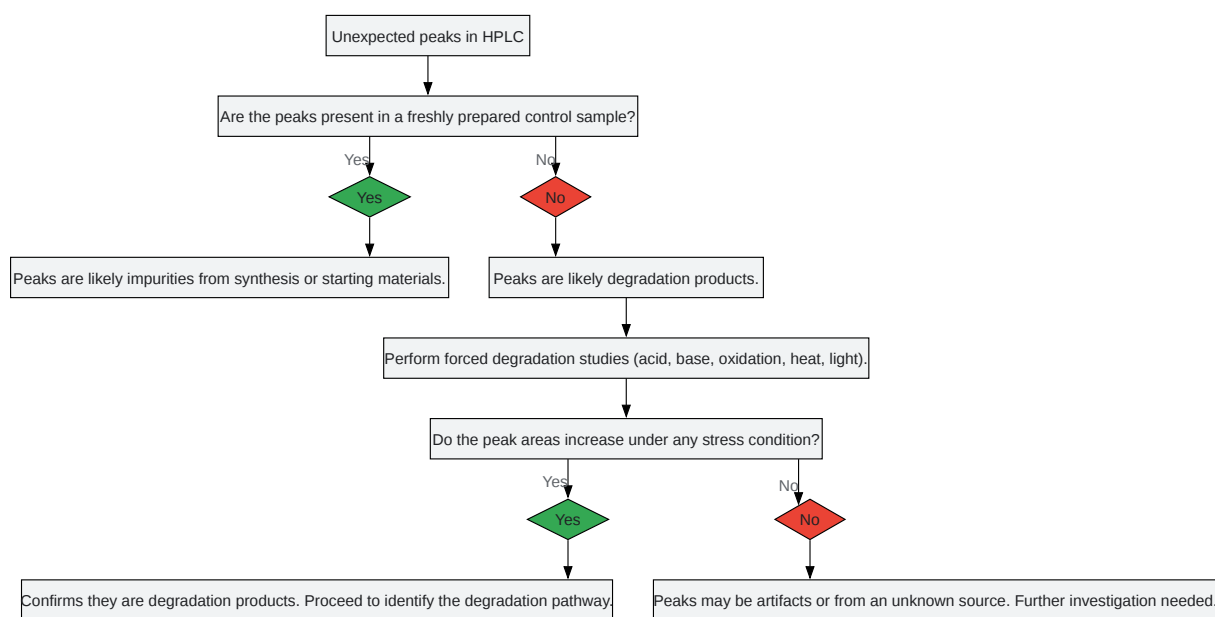 Unexpected peaks in HPLC
Are the peaks present in a freshly prepared control sample?
Yes
No
Yes
No
Peaks are likely impurities from synthesis or starting materials.
Peaks are likely degradation products.
Perform forced degradation studies (acid, base, oxidation, heat, light).
Do the peak areas increase under any stress condition?
Yes
No
Yes
No
Confirms they are degradation products. Proceed to identify the degradation pathway.
Peaks may be artifacts or from an unknown source. Further investigation needed.